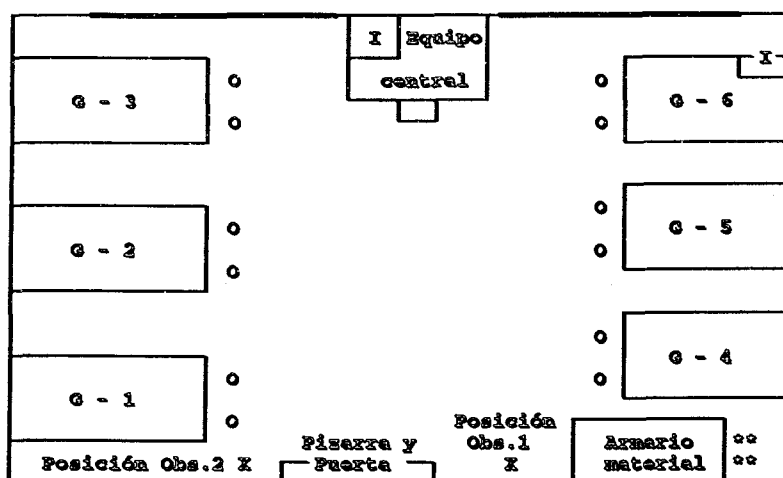 I Equipo
central
I
G - 3
G - 6
G - 2
G - 5
G - 4
G - 1
Posición
Obs.1
X
Pizarra y
Puerta
Armario
material
☆☆
☆☆
Posición Obs.2 X